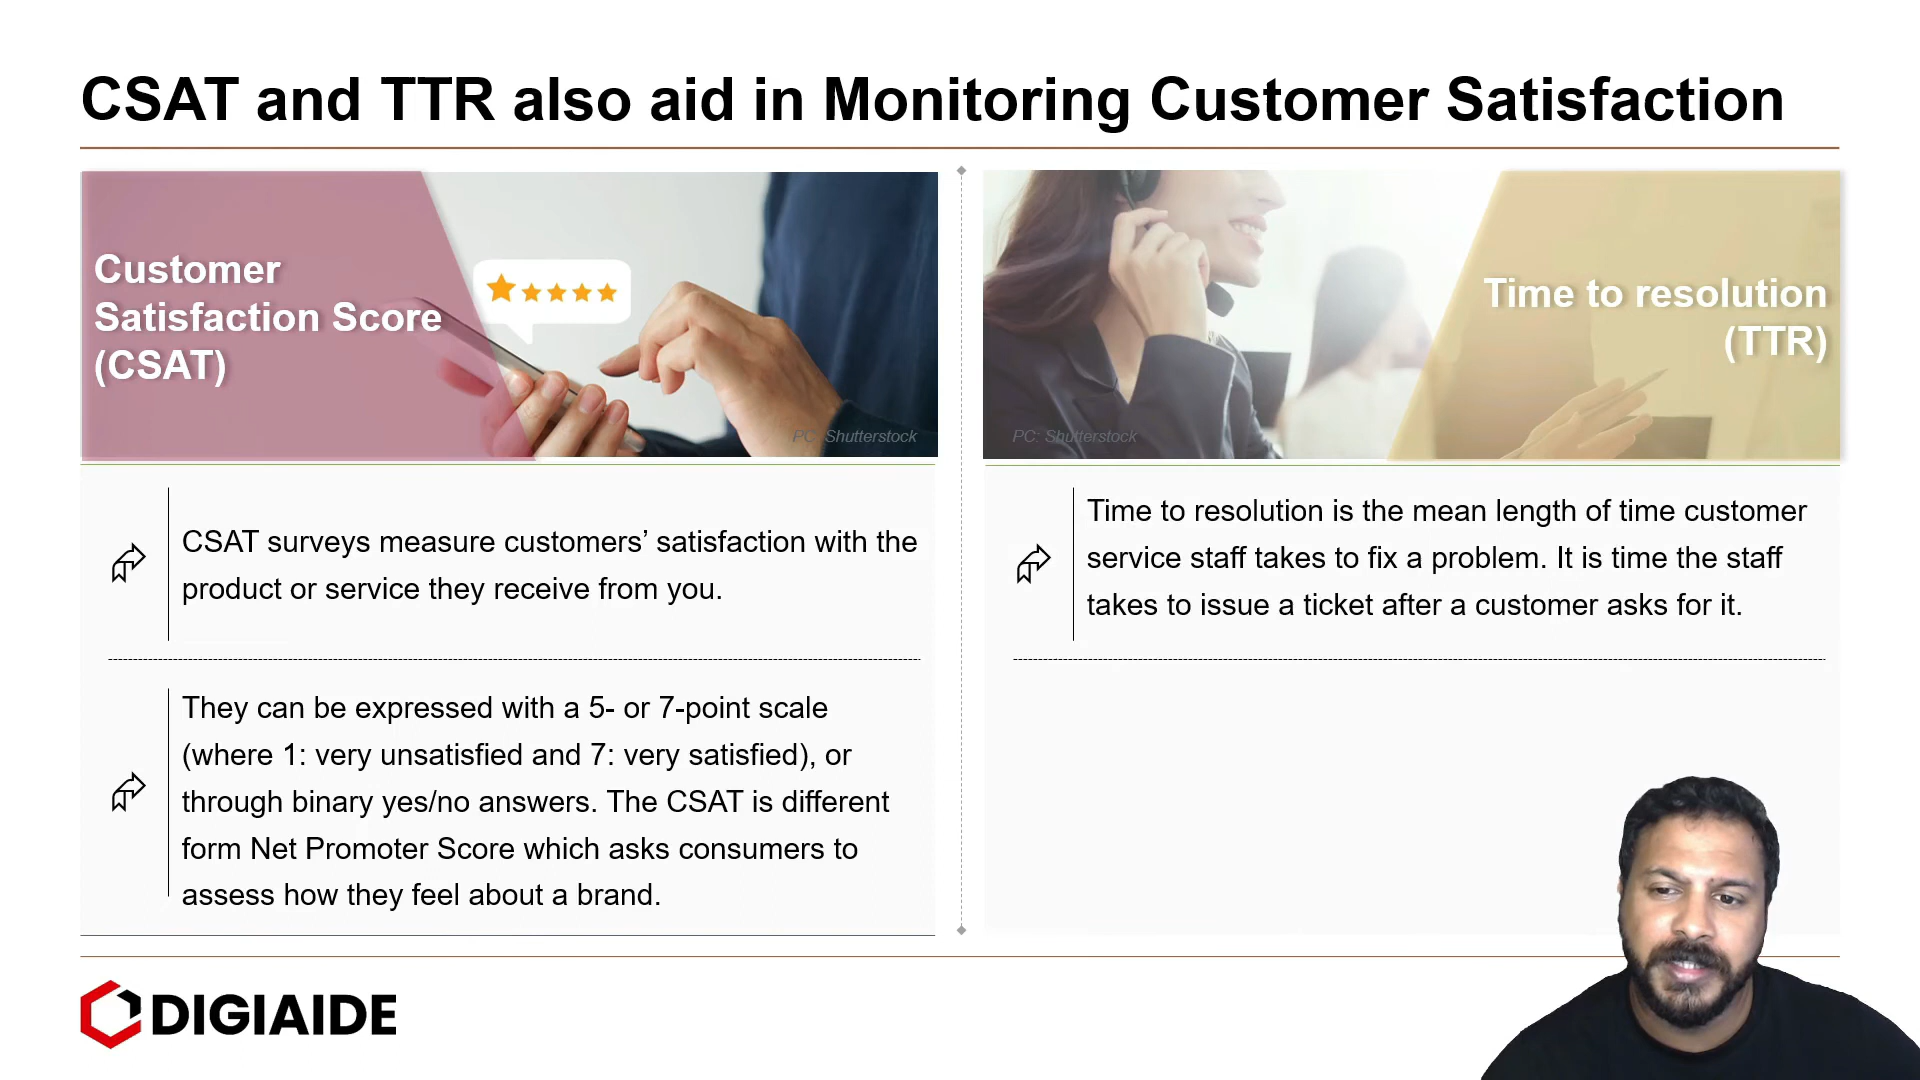 CSAT and TTR also aid in Monitoring Customer Satisfaction
Customer
Satisfaction Score
(CSAT)
PC: Shutterstock
CSAT surveys measure customers’ satisfaction with the
product or service they receive from you.
They can be expressed with a 5- or 7-point scale
(where 1: very unsatisfied and 7: very satisfied), or
through binary yes/no answers. The CSAT is different
form Net Promoter Score which asks consumers to
assess how they feel about a brand.
Time to resolution
(TTR)
PC: Shutterstock
Time to resolution is the mean length of time customer
service staff takes to fix a problem. It is time the staff
takes to issue a ticket after a customer asks for it.
DIGIAIDE